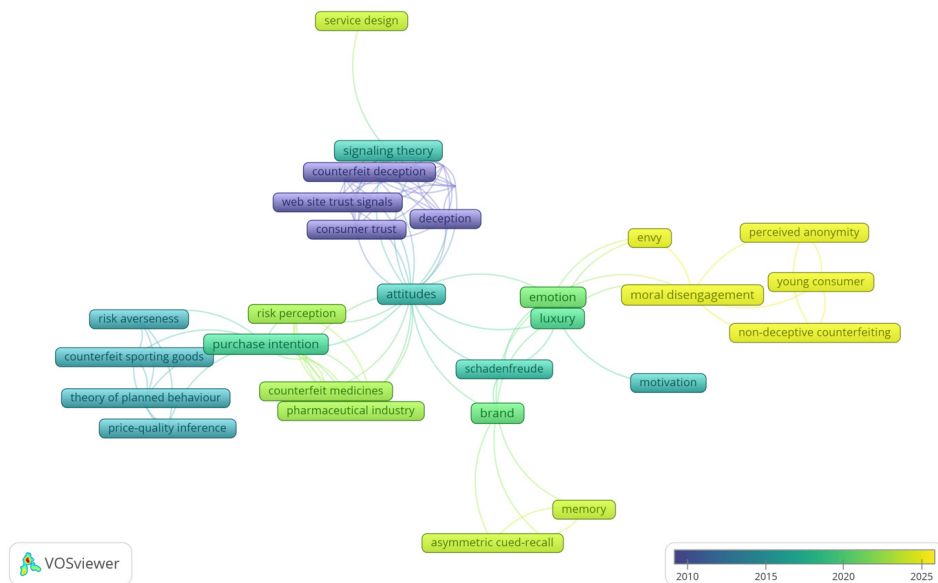 service design
signaling theory
counterfeit deception
web site trust signals
deception
consumer trust
envy
perceived anonymity
young consumer
attitudes
emotion
moral disengagement
risk perception
luxury
risk averseness
non-deceptive counterfeiting
purchase intention
counterfeit sporting goods
schadenfreude
motivation
counterfeit medicines
theory of planned behaviour
pharmaceutical industry
brand
price-quality inference
memory
asymmetric cued-recall
VOSviewer
2010 2015 2020 2025